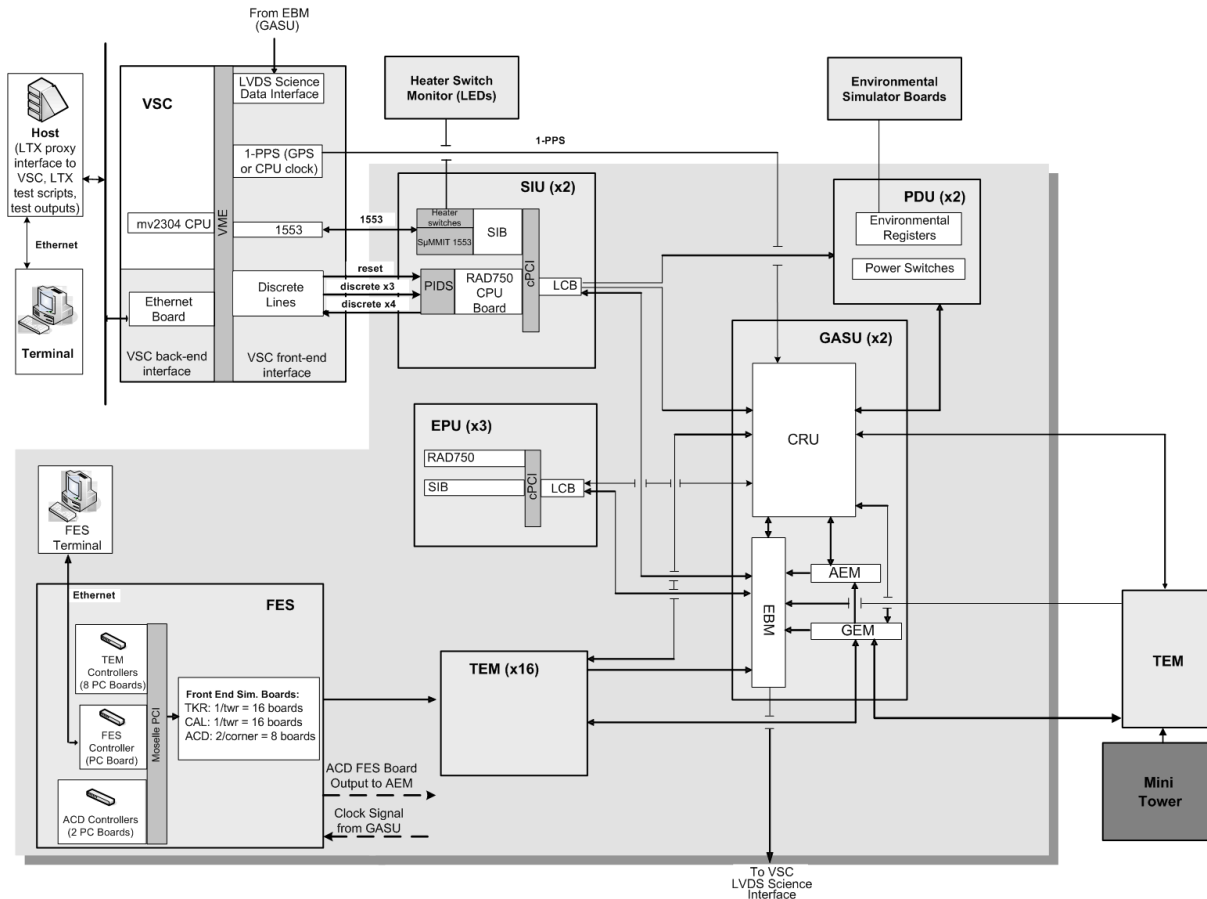 From EBM
(GASU)
Host
(LTX proxy
interface to
VSC, LTX
test scripts,
test outputs)
Ethernet
Terminal
VSC
LVDS Science
Data Interface
1-PPS (GPS
or CPU clock)
mv2304 CPU
VME
1553
Ethernet
Board
Discrete
Lines
VSC back-end
interface
VSC front-end
interface
Heater Switch
Monitor (LEDs)
Environmental
Simulator Boards
1-PPS
1553
reset
discrete x3
discrete x4
SIU (x2)
Heater
switches
SµMMIT 1553
SIB
PIDS
RAD750
CPU
Board
cPCI
LCB
PDU (x2)
Environmental
Registers
Power Switches
GASU (x2)
CRU
EBM
AEM
GEM
EPU (x3)
RAD750
SIB
cPCI
LCB
FES
Terminal
Ethernet
FES
TEM
Controllers
(8 PC Boards)
FES
Controller
(PC Board)
ACD Controllers
(2 PC Boards)
Moselle PCI
Front End Sim. Boards:
TKR: 1/twr = 16 boards
CAL: 1/twr = 16 boards
ACD: 2/corner = 8 boards
ACD FES Board
Output to AEM
Clock Signal
from GASU
TEM (x16)
TEM
Mini
Tower
To VSC
LVDS Science
Interface